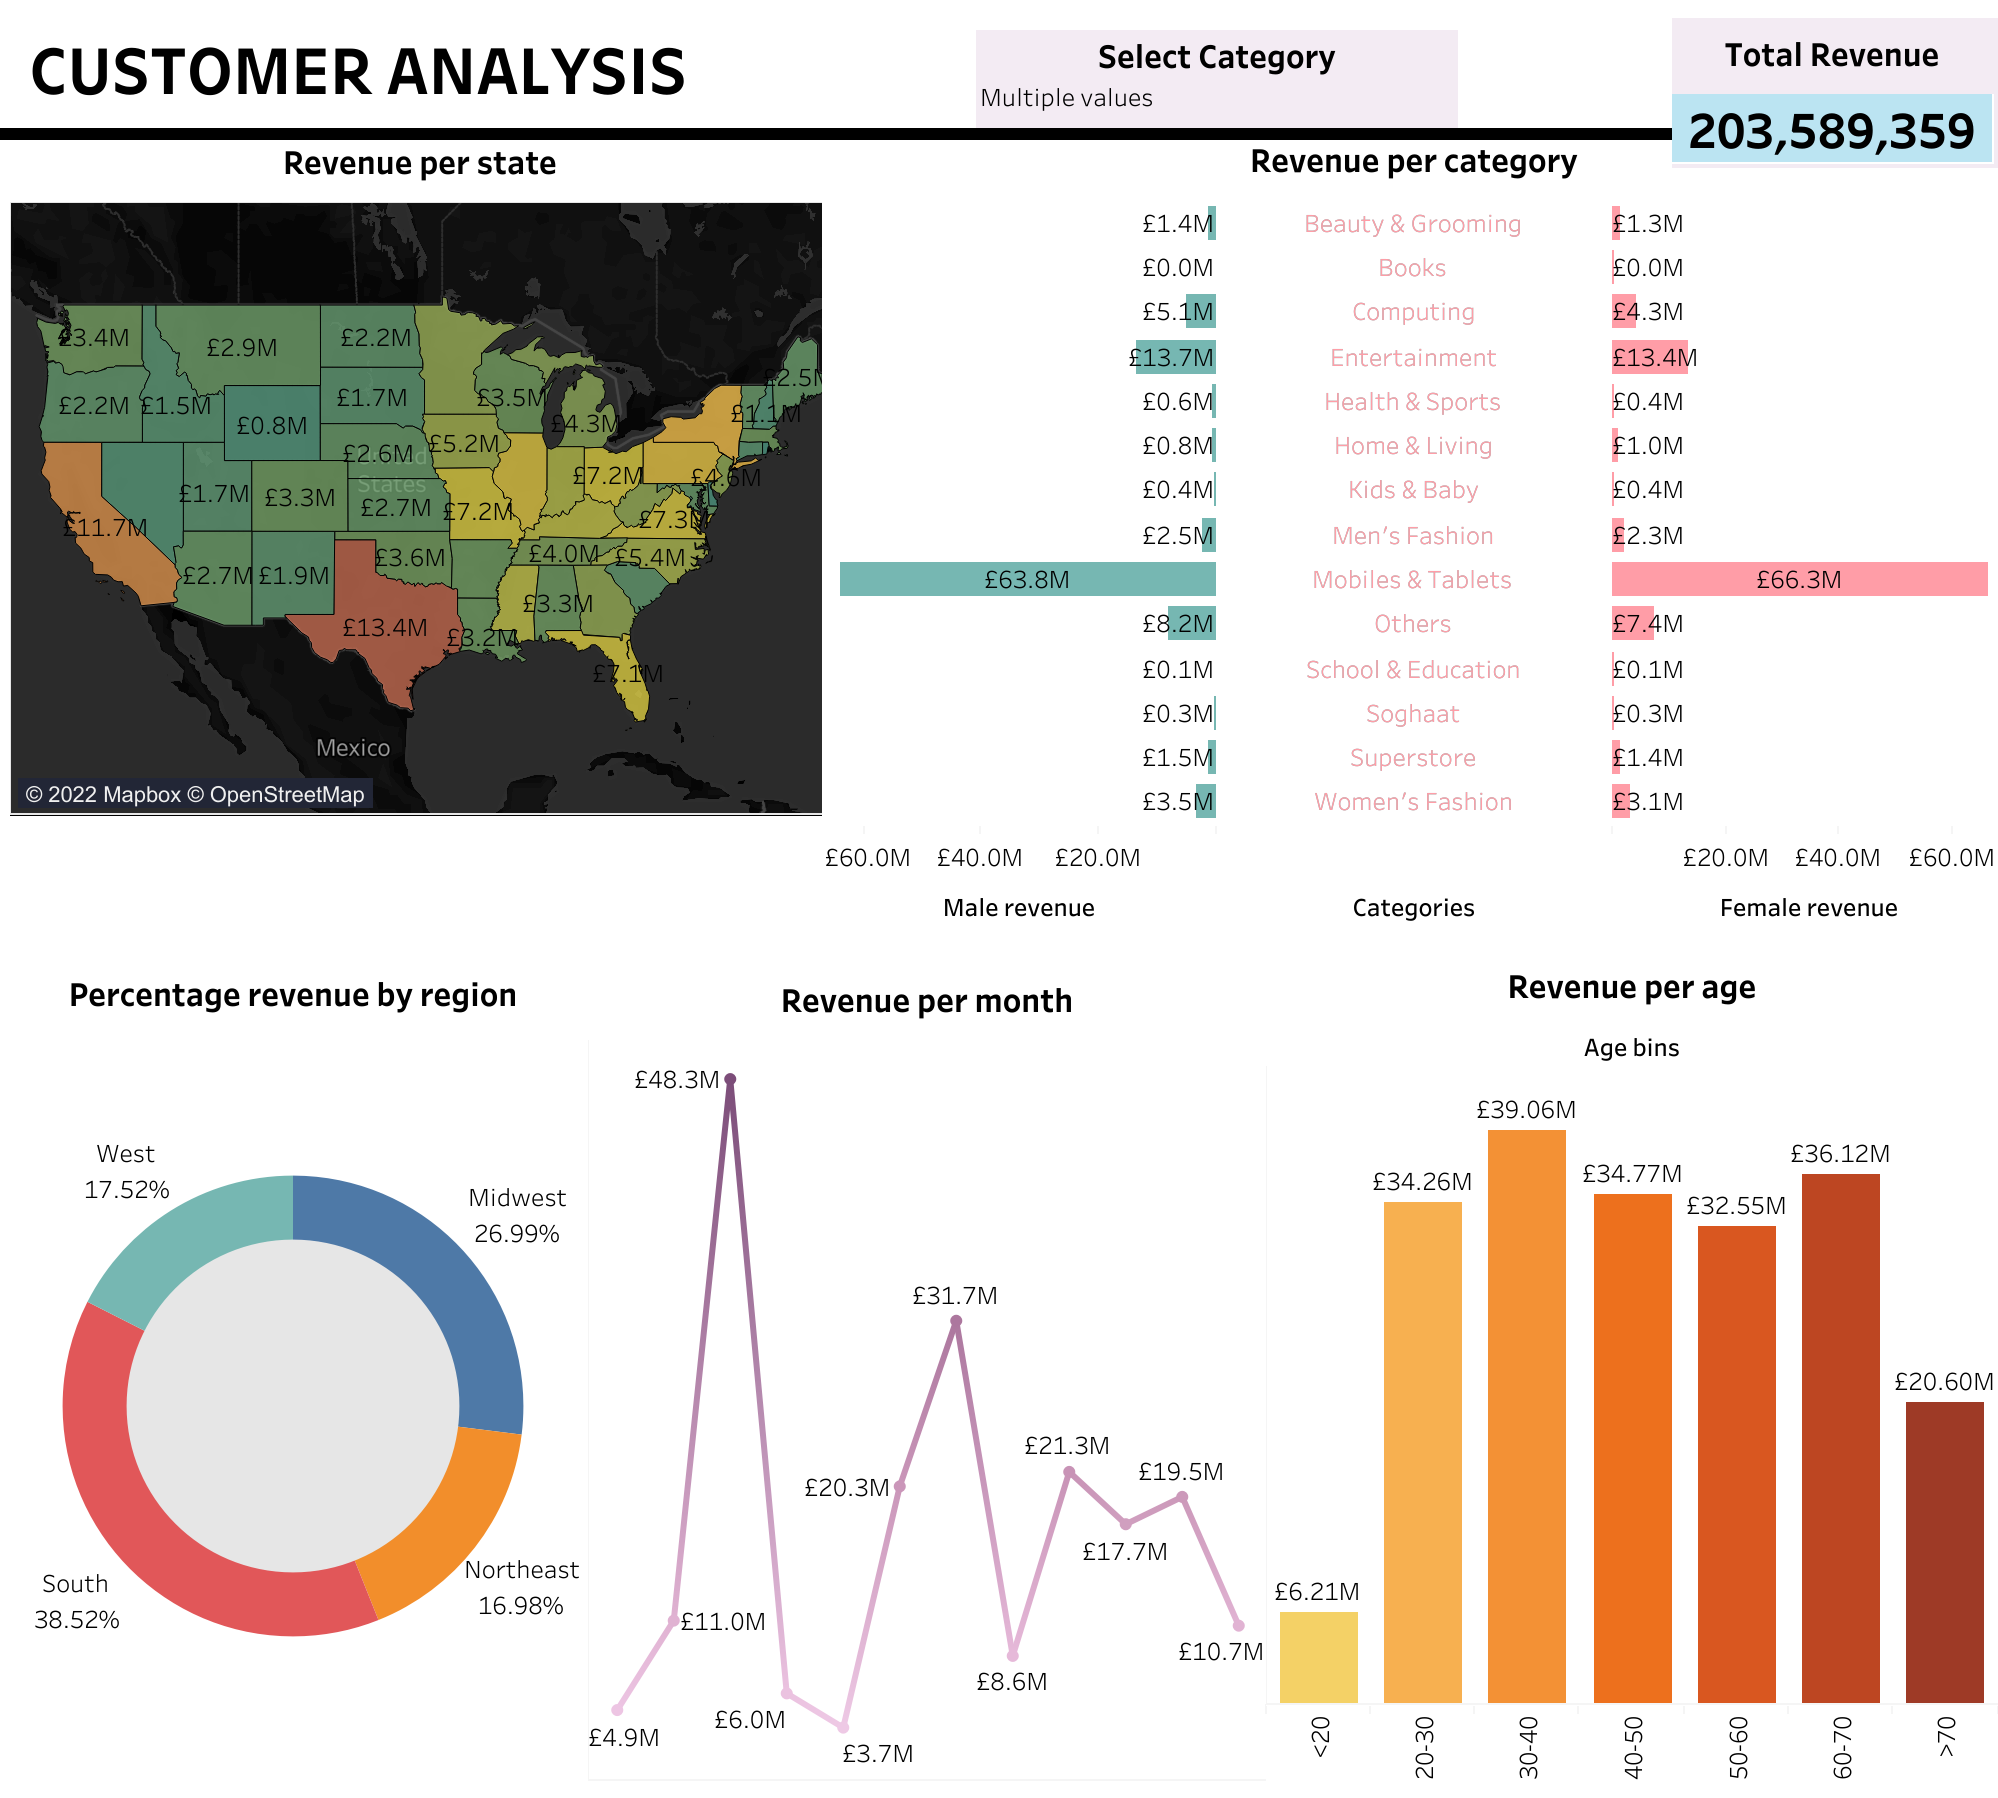 CUSTOMER ANALYSIS
Select Category
Multiple values
Total Revenue
203,589,359
Revenue per state
£3.4M
£2.9M
£2.2M
£2.2M
£1.5M
£0.8M
£1.7M
£3.5M
£4.3M
£2.5M
£1.1M
£2.6M
£5.2M
United
States
£1.7M
£3.3M
£2.7M
£7.2M
£7.2M
£4.6M
£11.7M
£7.3M
£2.7M
£1.9M
£3.6M
£4.0M
£5.4M
£3.3M
£13.4M
£3.2M
£7.1M
Mexico
© 2022 Mapbox © OpenStreetMap
Revenue per category
£1.4M Beauty & Grooming £1.3M
£0.0M Books £0.0M
£5.1M Computing £4.3M
£13.7M Entertainment £13.4M
£0.6M Health & Sports £0.4M
£0.8M Home & Living £1.0M
£0.4M Kids & Baby £0.4M
£2.5M Men's Fashion £2.3M
£63.8M Mobiles & Tablets £66.3M
£8.2M Others £7.4M
£0.1M School & Education £0.1M
£0.3M Soghaat £0.3M
£1.5M Superstore £1.4M
£3.5M Women's Fashion £3.1M
£60.0M £40.0M £20.0M £20.0M £40.0M £60.0M
Male revenue Categories Female revenue
Percentage revenue by region
West
17.52%
Midwest
26.99%
South
38.52%
Northeast
16.98%
Revenue per month
£4.9M
£11.0M
£48.3M
£6.0M
£3.7M
£20.3M
£31.7M
£8.6M
£21.3M
£17.7M
£19.5M
£10.7M
Revenue per age
Age bins
£6.21M
£34.26M
£39.06M
£34.77M
£32.55M
£36.12M
£20.60M
<20
20-30
30-40
40-50
50-60
60-70
>70